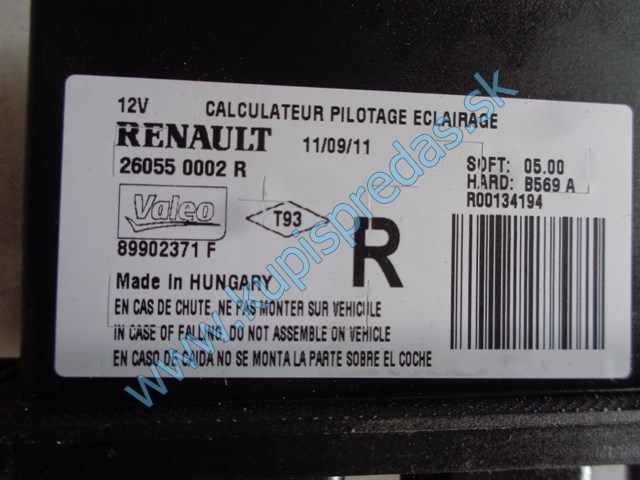 12V CALCULATEUR PILOTAGE ECLAIRAGE
RENAULT 11/09/11
26055 0002 R
SOFT: 05.00
HARD: B569 A
R00134194
Valeo
T93
R
89902371 F
Made In HUNGARY
EN CAS DE CHUTE, NE PAS MONTER SUR VEHICULE
IN CASE OF FALLING, DO NOT ASSEMBLE ON VEHICLE
EN CASO DE CAIDA NO SE MONTA LA PARTE SOBRE EL COCHE
www.kupispredas.sk